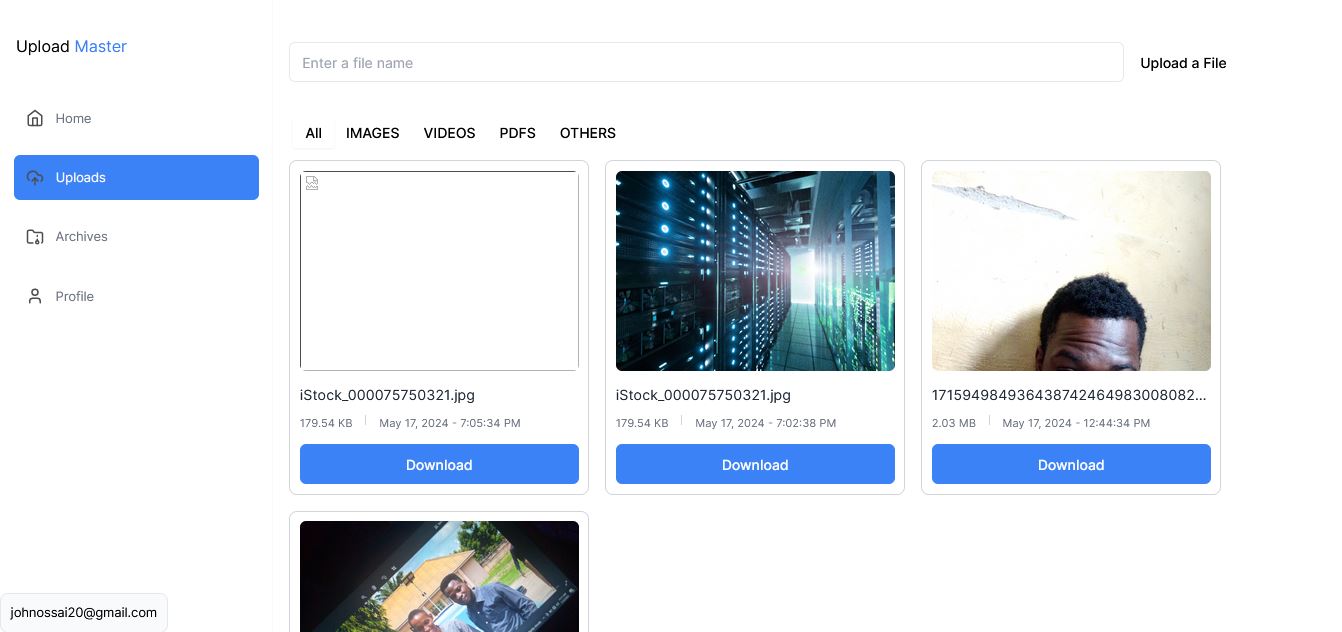 Upload Master
Home
Uploads
Archives
Profile
johnossai20@gmail.com
Enter a file name
Upload a File
All IMAGES VIDEOS PDFS OTHERS
iStock_000075750321.jpg
179.54 KB May 17, 2024 - 7:05:34 PM
Download
iStock_000075750321.jpg
179.54 KB May 17, 2024 - 7:02:38 PM
Download
17159498493643874246498300808​2...
2.03 MB May 17, 2024 - 12:44:34 PM
Download